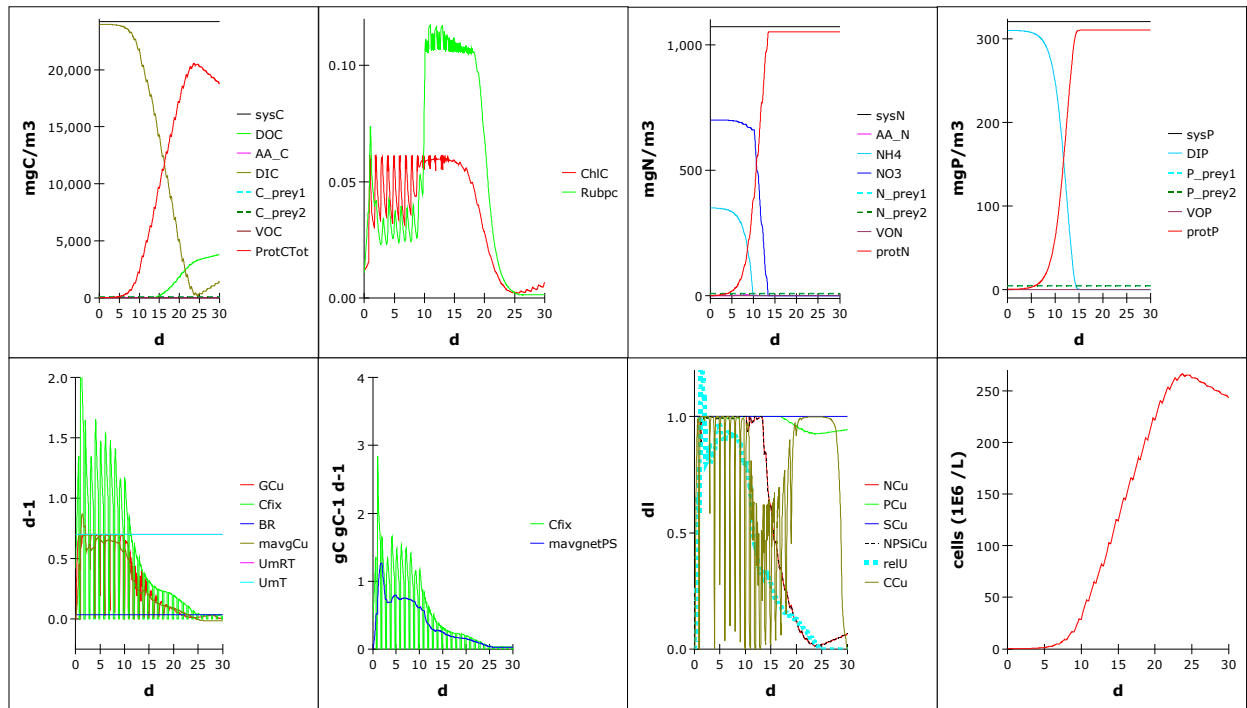 mgC/m3
20,000
15,000
10,000
5,000
0
0 5 10 15 20 25 30
d
sysC
DOC
AA_C
DIC
C_prey1
C_prey2
VOC
ProtCTot
0.10
0.05
0.00
0 5 10 15 20 25 30
d
ChlC
Rubpc
mgN/m3
1,000
500
0
0 5 10 15 20 25 30
d
sysN
AA_N
NH4
NO3
N_prey1
N_prey2
VON
protN
mgP/m3
300
200
100
0
0 5 10 15 20 25 30
d
sysP
DIP
P_prey1
P_prey2
VOP
protP
d-1
2.0
1.5
1.0
0.5
0.0
0 5 10 15 20 25 30
d
GCu
Cfix
BR
mavgCu
UmRT
UmT
gC gC-1 d-1
4
3
2
1
0
0 5 10 15 20 25 30
d
Cfix
mavgnetPS
dl
1.0
0.5
0.0
0 5 10 15 20 25 30
d
NCu
PCu
SCu
NPSiCu
relU
CCu
cells (1E6 /L)
250
200
150
100
50
0
0 5 10 15 20 25 30
d